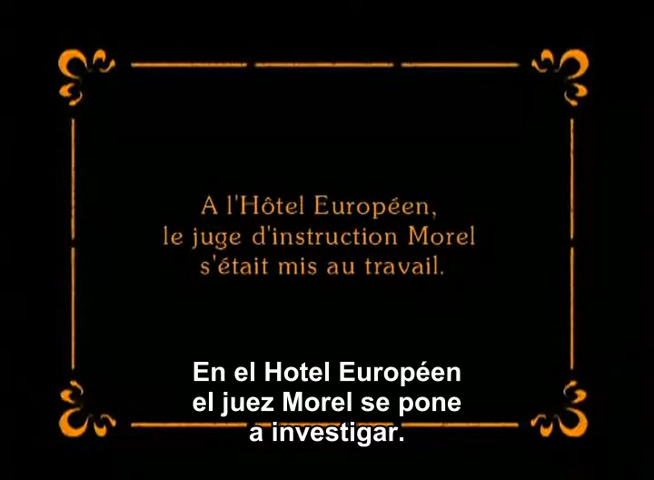 A l'Hôtel Européen,
le juge d'instruction Morel
s'était mis au travail.
En el Hotel Européen
el juez Morel se pone
a investigar.